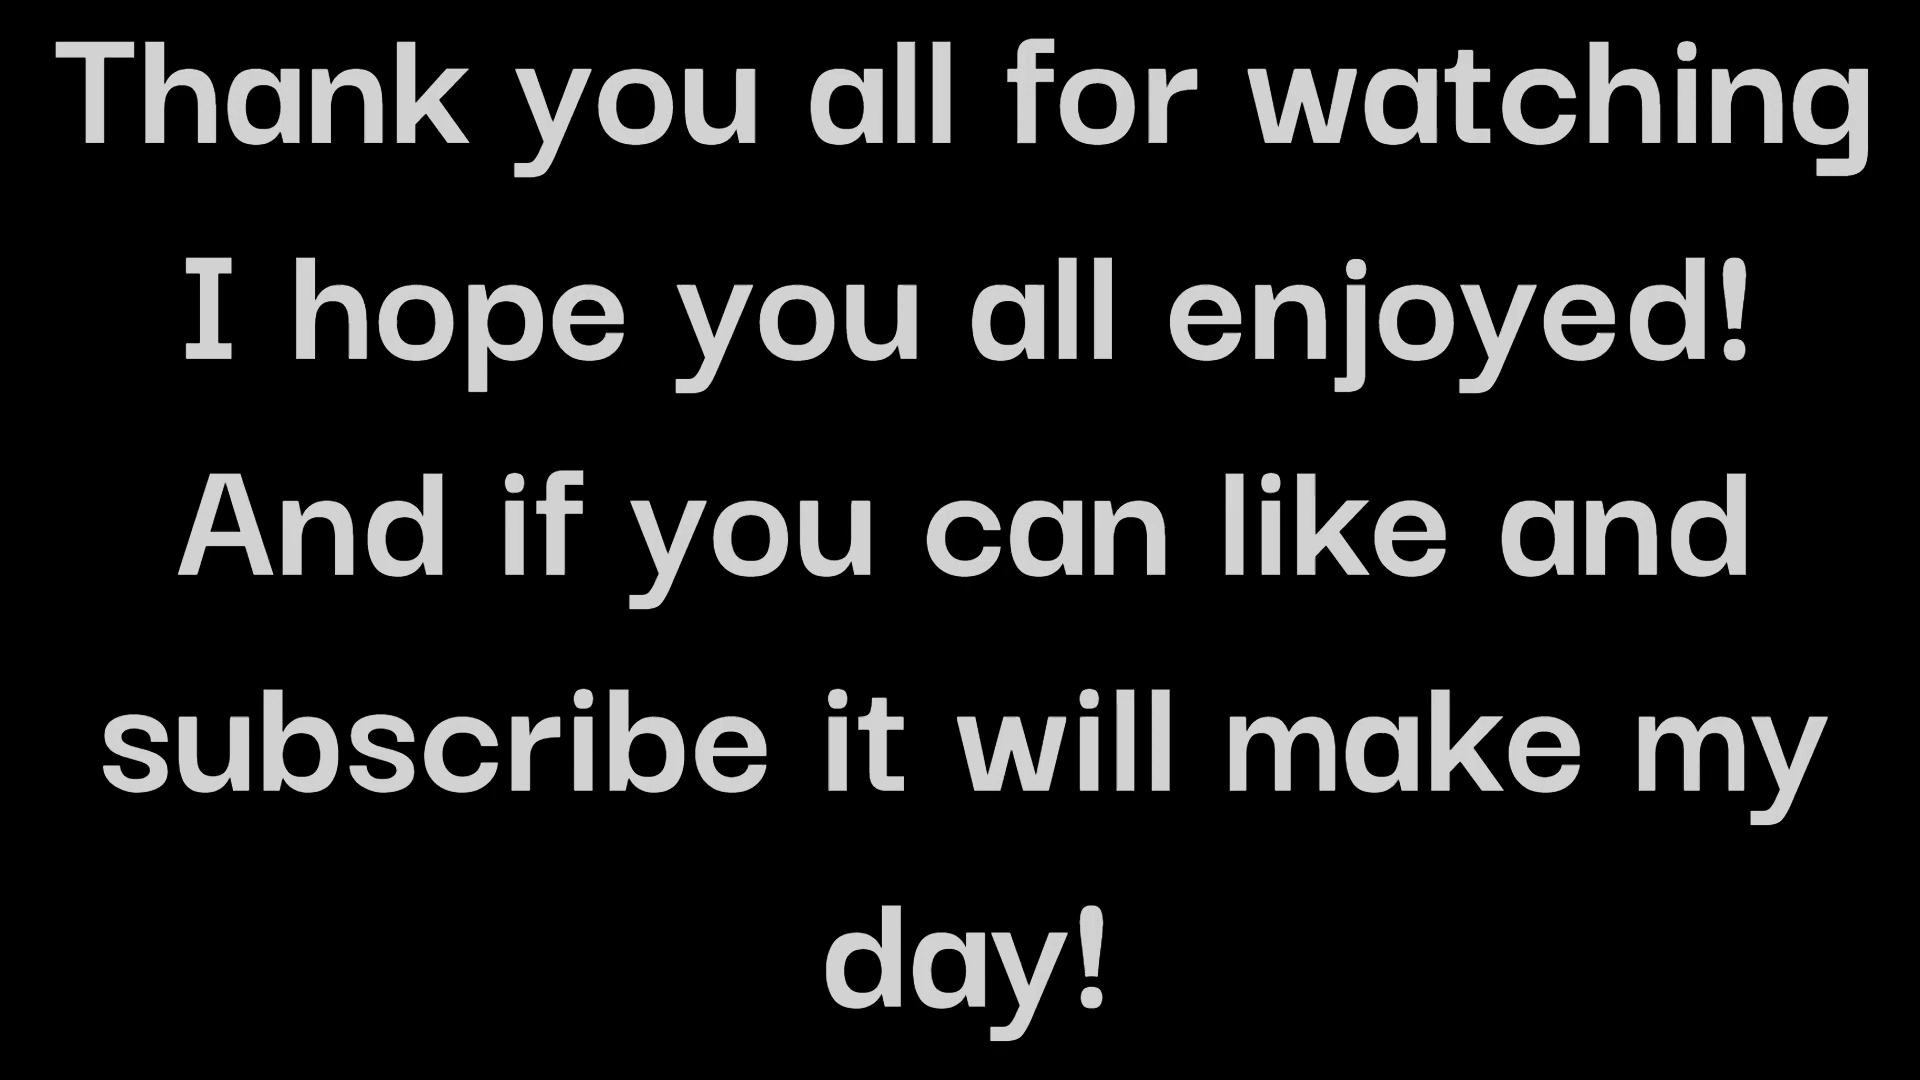 Thank you all for watching
I hope you all enjoyed!
And if you can like and
subscribe it will make my
day!